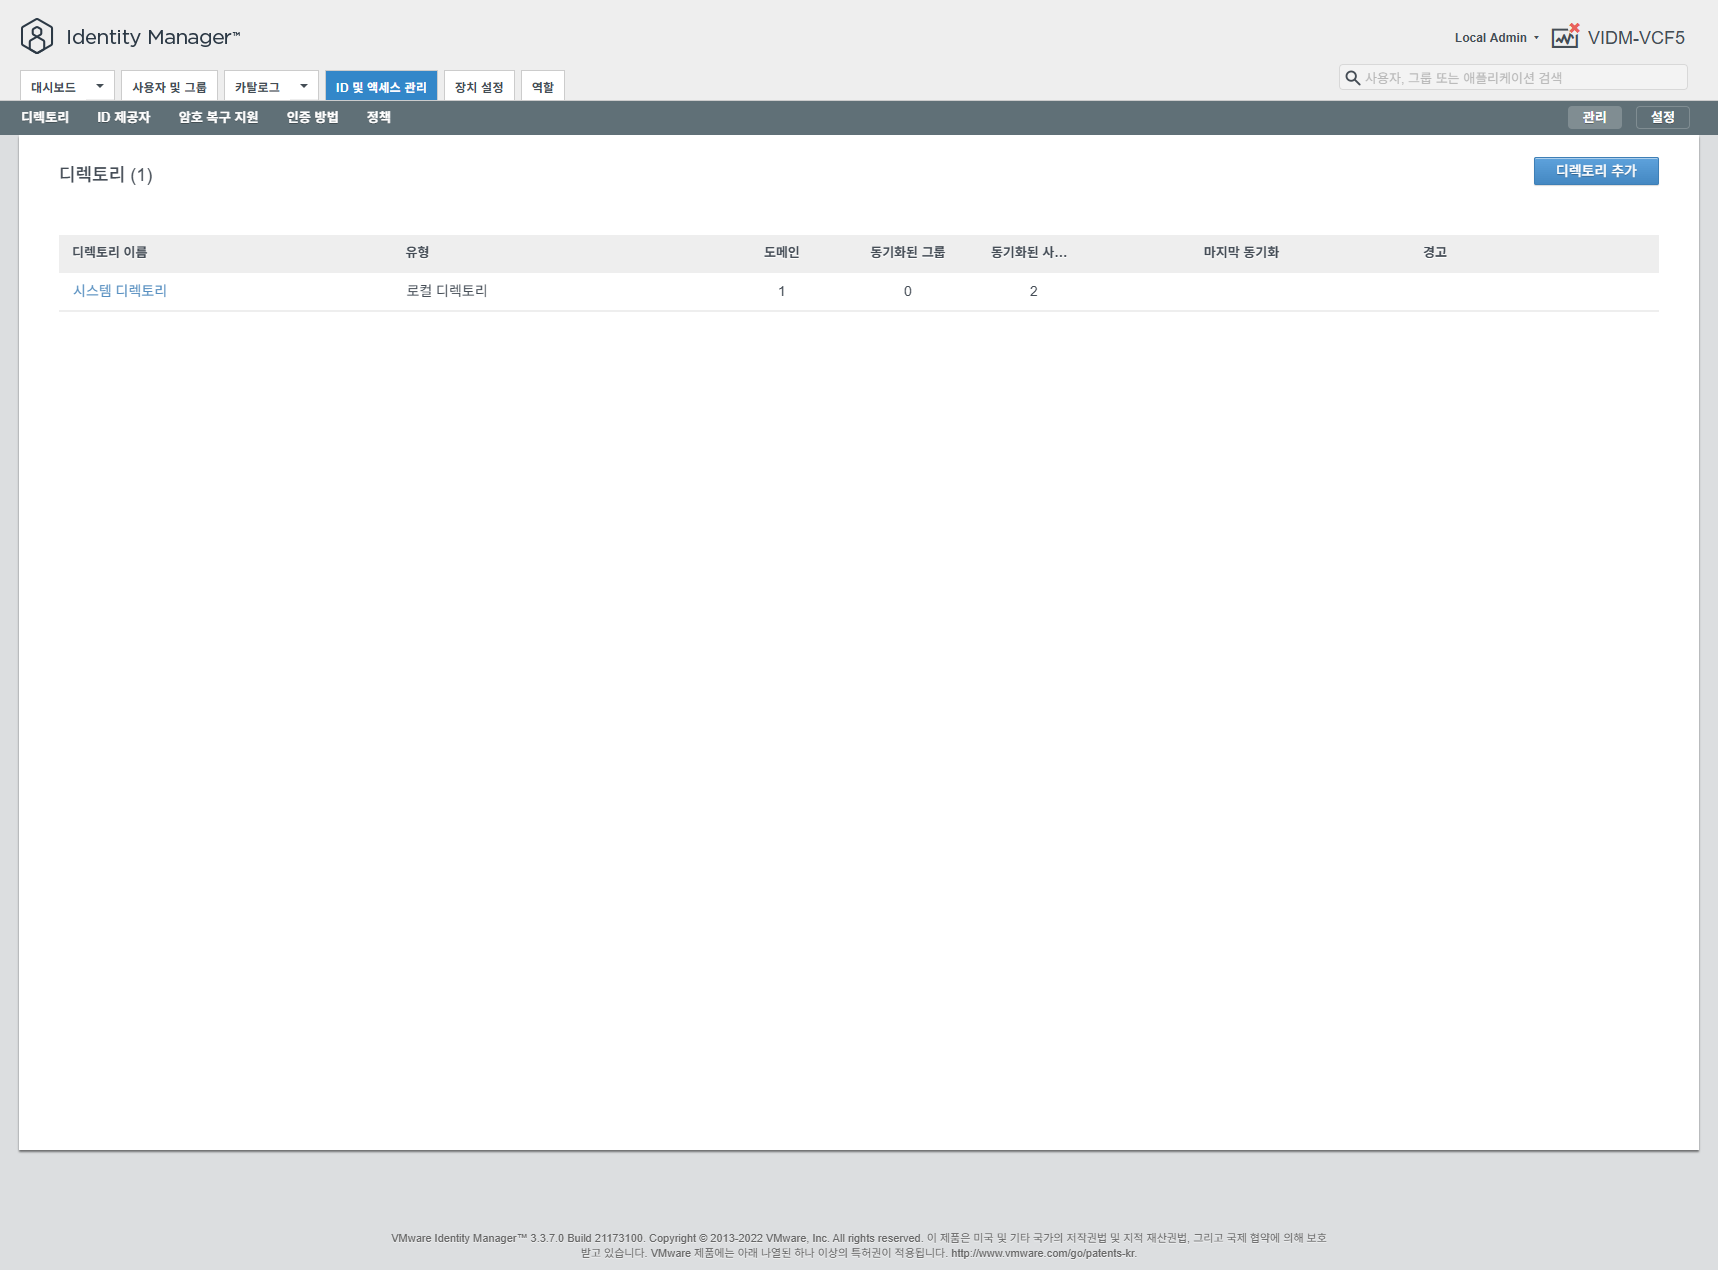 Identity Manager™
Local Admin
VIDM-VCF5
대시보드
사용자 및 그룹
카탈로그
ID 및 액세스 관리
장치 설정
역할
사용자, 그룹 또는 애플리케이션 검색
디렉토리
ID 제공자
암호 복구 지원
인증 방법
정책
관리
설정
디렉토리 (1)
디렉토리 추가
디렉토리 이름 유형 도메인 동기화된 그룹 동기화된 사... 마지막 동기화 경고
시스템 디렉토리 로컬 디렉토리 1 0 2
VMware Identity Manager™ 3.3.7.0 Build 21173100. Copyright © 2013-2022 VMware, Inc. All rights reserved. 이 제품은 미국 및 기타 국가의 저작권법 및 지적 재산권법, 그리고 국제 협약에 의해 보호
받고 있습니다. VMware 제품에는 아래 나열된 하나 이상의 특허권이 적용됩니다. http://www.vmware.com/go/patents-kr.